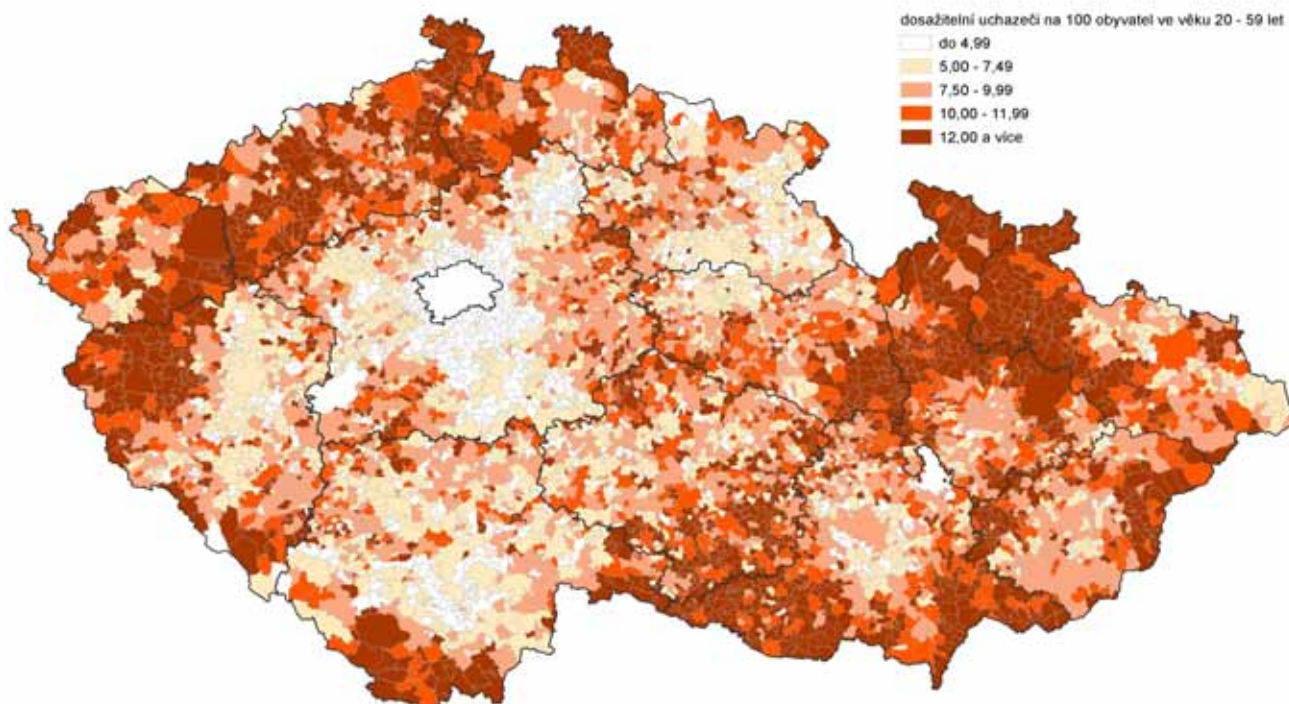 dosažitelní uchazeči na 100 obyvatel ve věku 20 - 59 let
do 4,99
5,00 - 7,49
7,50 - 9,99
10,00 - 11,99
12,00 a více